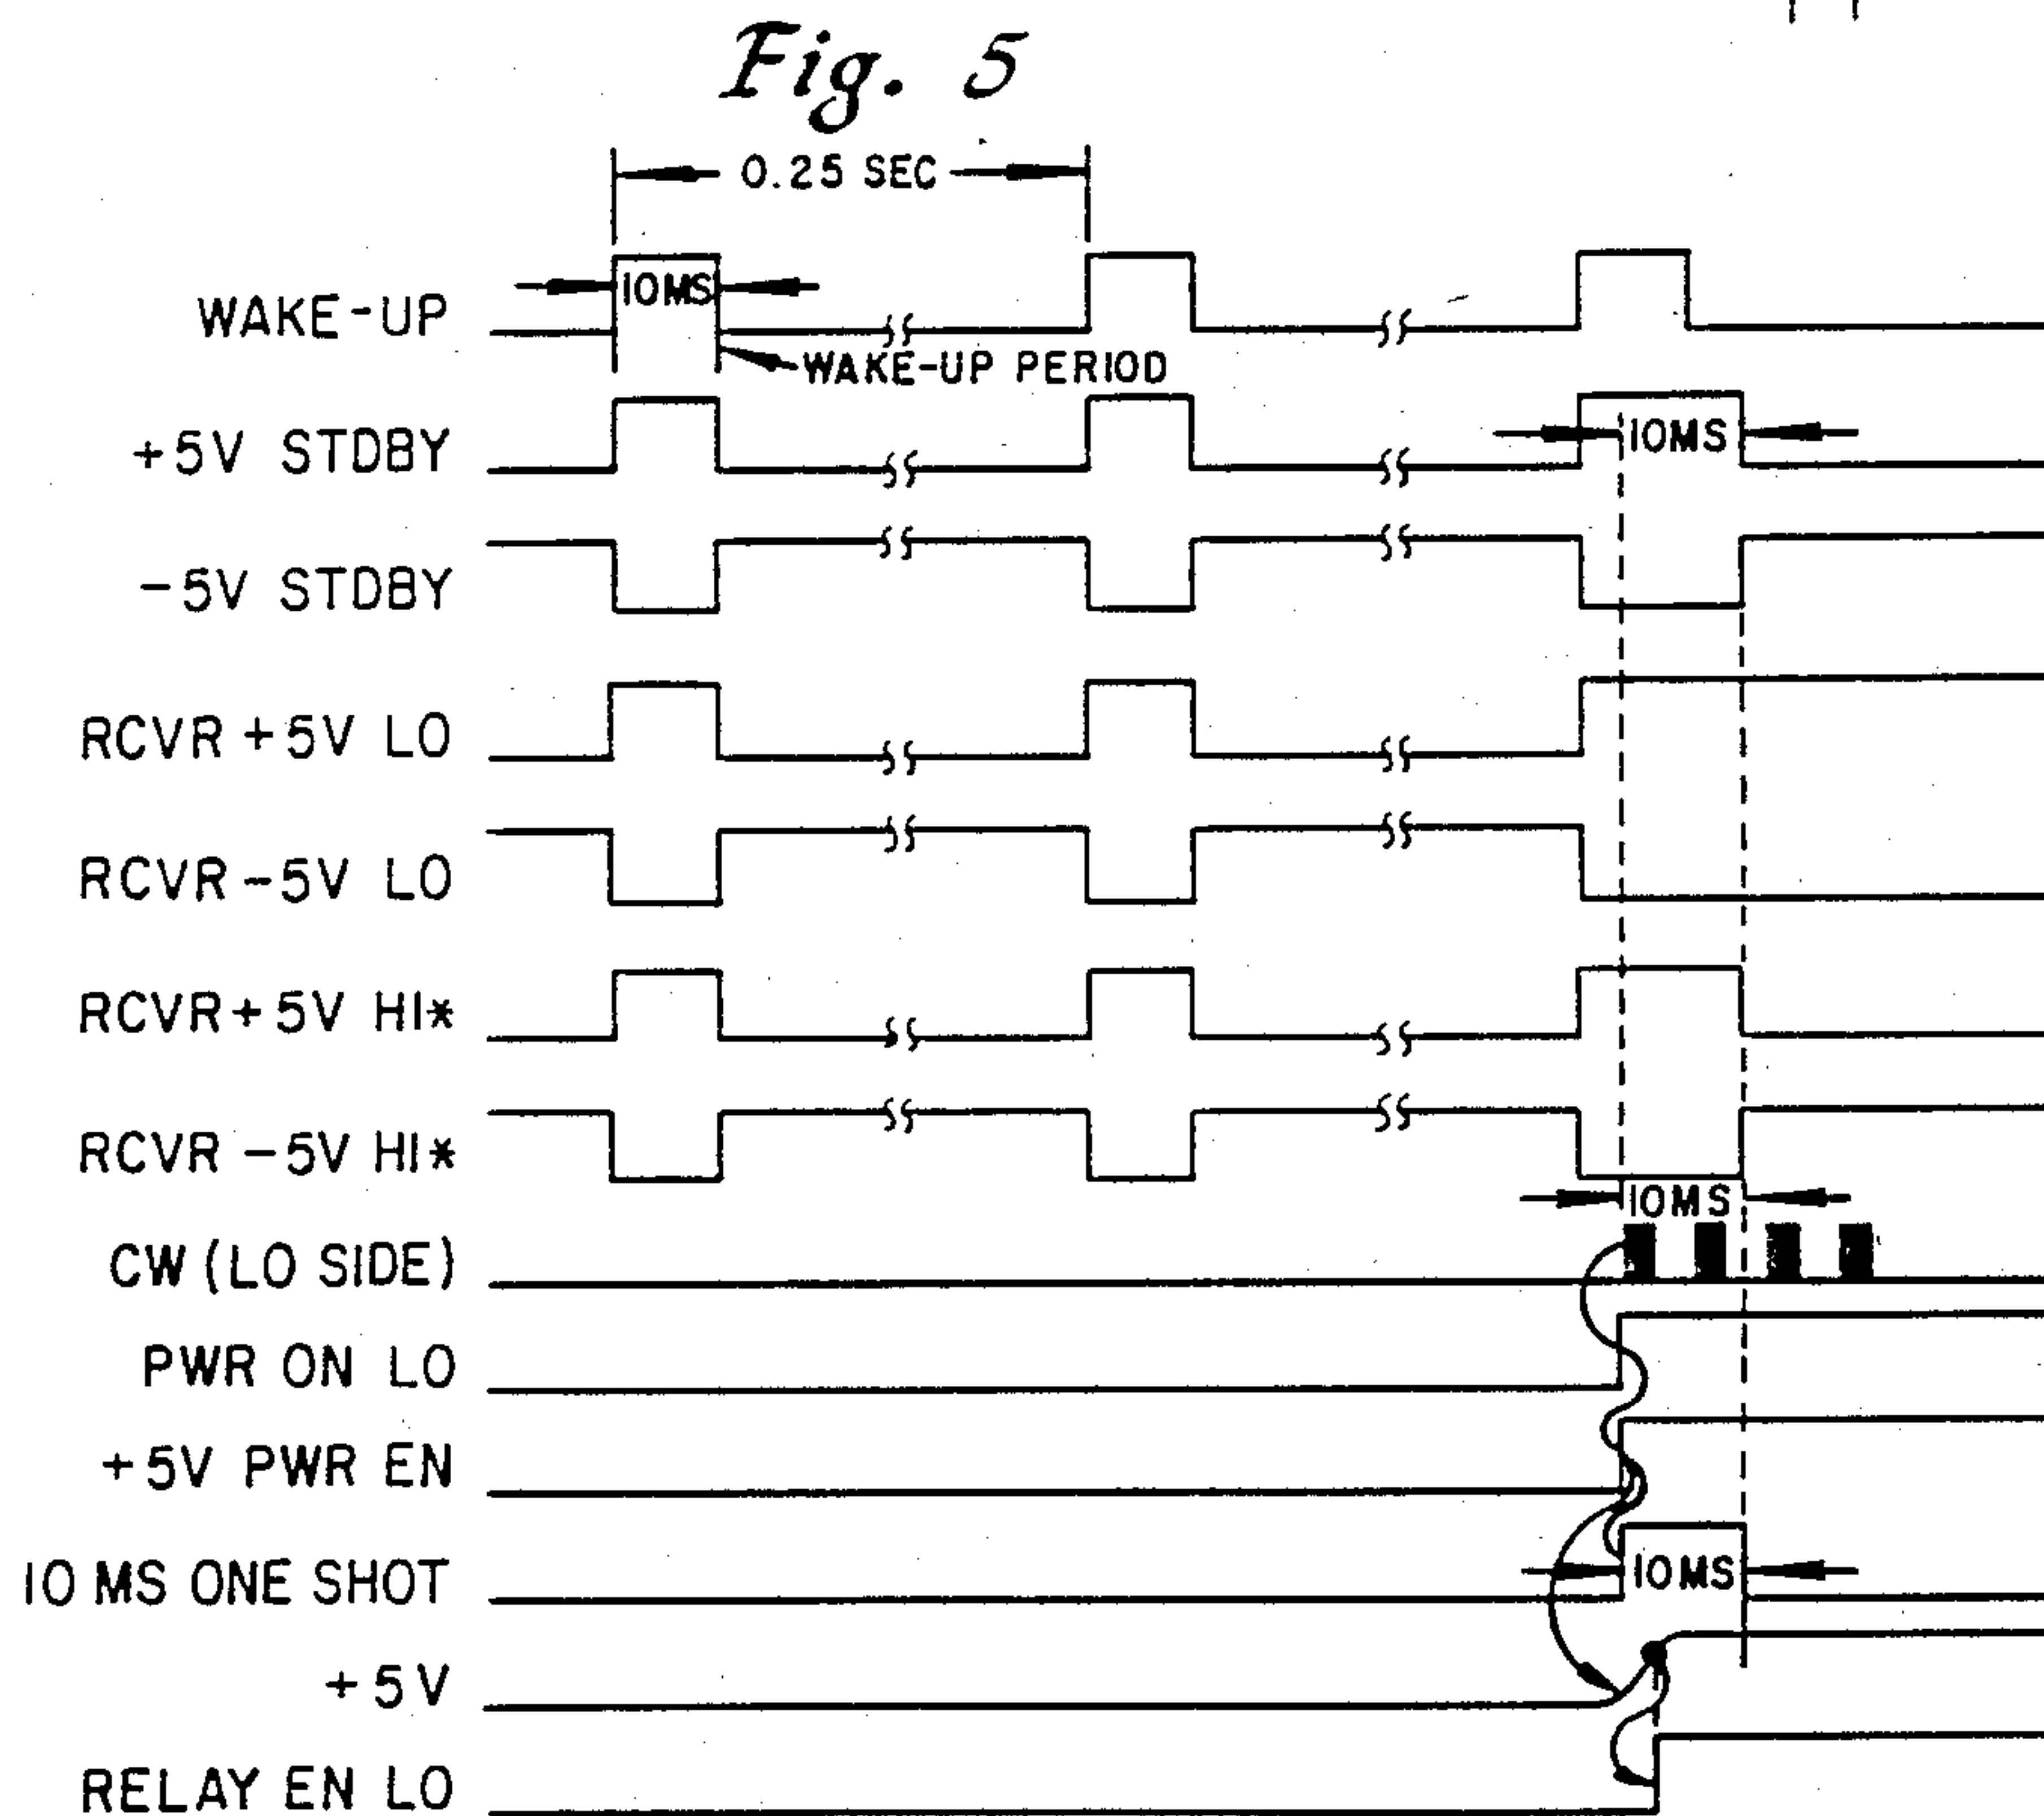 Fig. 5
0.25 SEC
10MS
WAKE-UP
WAKE-UP PERIOD
+5V STDBY
10MS
-5V STDBY
RCVR +5V LO
RCVR -5V LO
RCVR +5V HI*
RCVR -5V HI*
10MS
CW (LO SIDE)
PWR ON LO
+5V PWR EN
10 MS ONE SHOT
10MS
+5V
RELAY EN LO